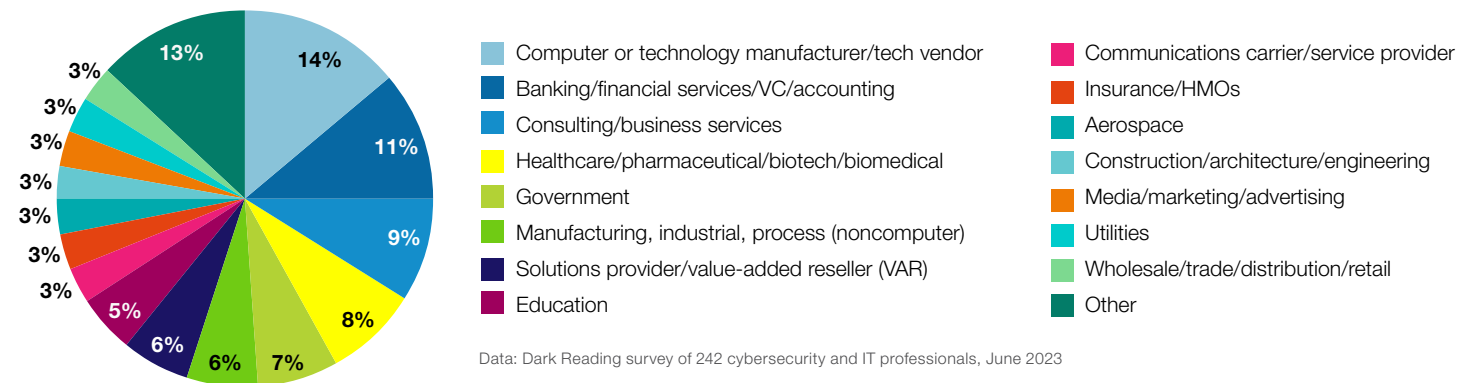 14%
11%
9%
8%
7%
6%
6%
5%
3%
3%
3%
3%
3%
3%
3%
13%
Computer or technology manufacturer/tech vendor
Banking/financial services/VC/accounting
Consulting/business services
Healthcare/pharmaceutical/biotech/biomedical
Government
Manufacturing, industrial, process (noncomputer)
Solutions provider/value-added reseller (VAR)
Education
Communications carrier/service provider
Insurance/HMOs
Aerospace
Construction/architecture/engineering
Media/marketing/advertising
Utilities
Wholesale/trade/distribution/retail
Other
Data: Dark Reading survey of 242 cybersecurity and IT professionals, June 2023